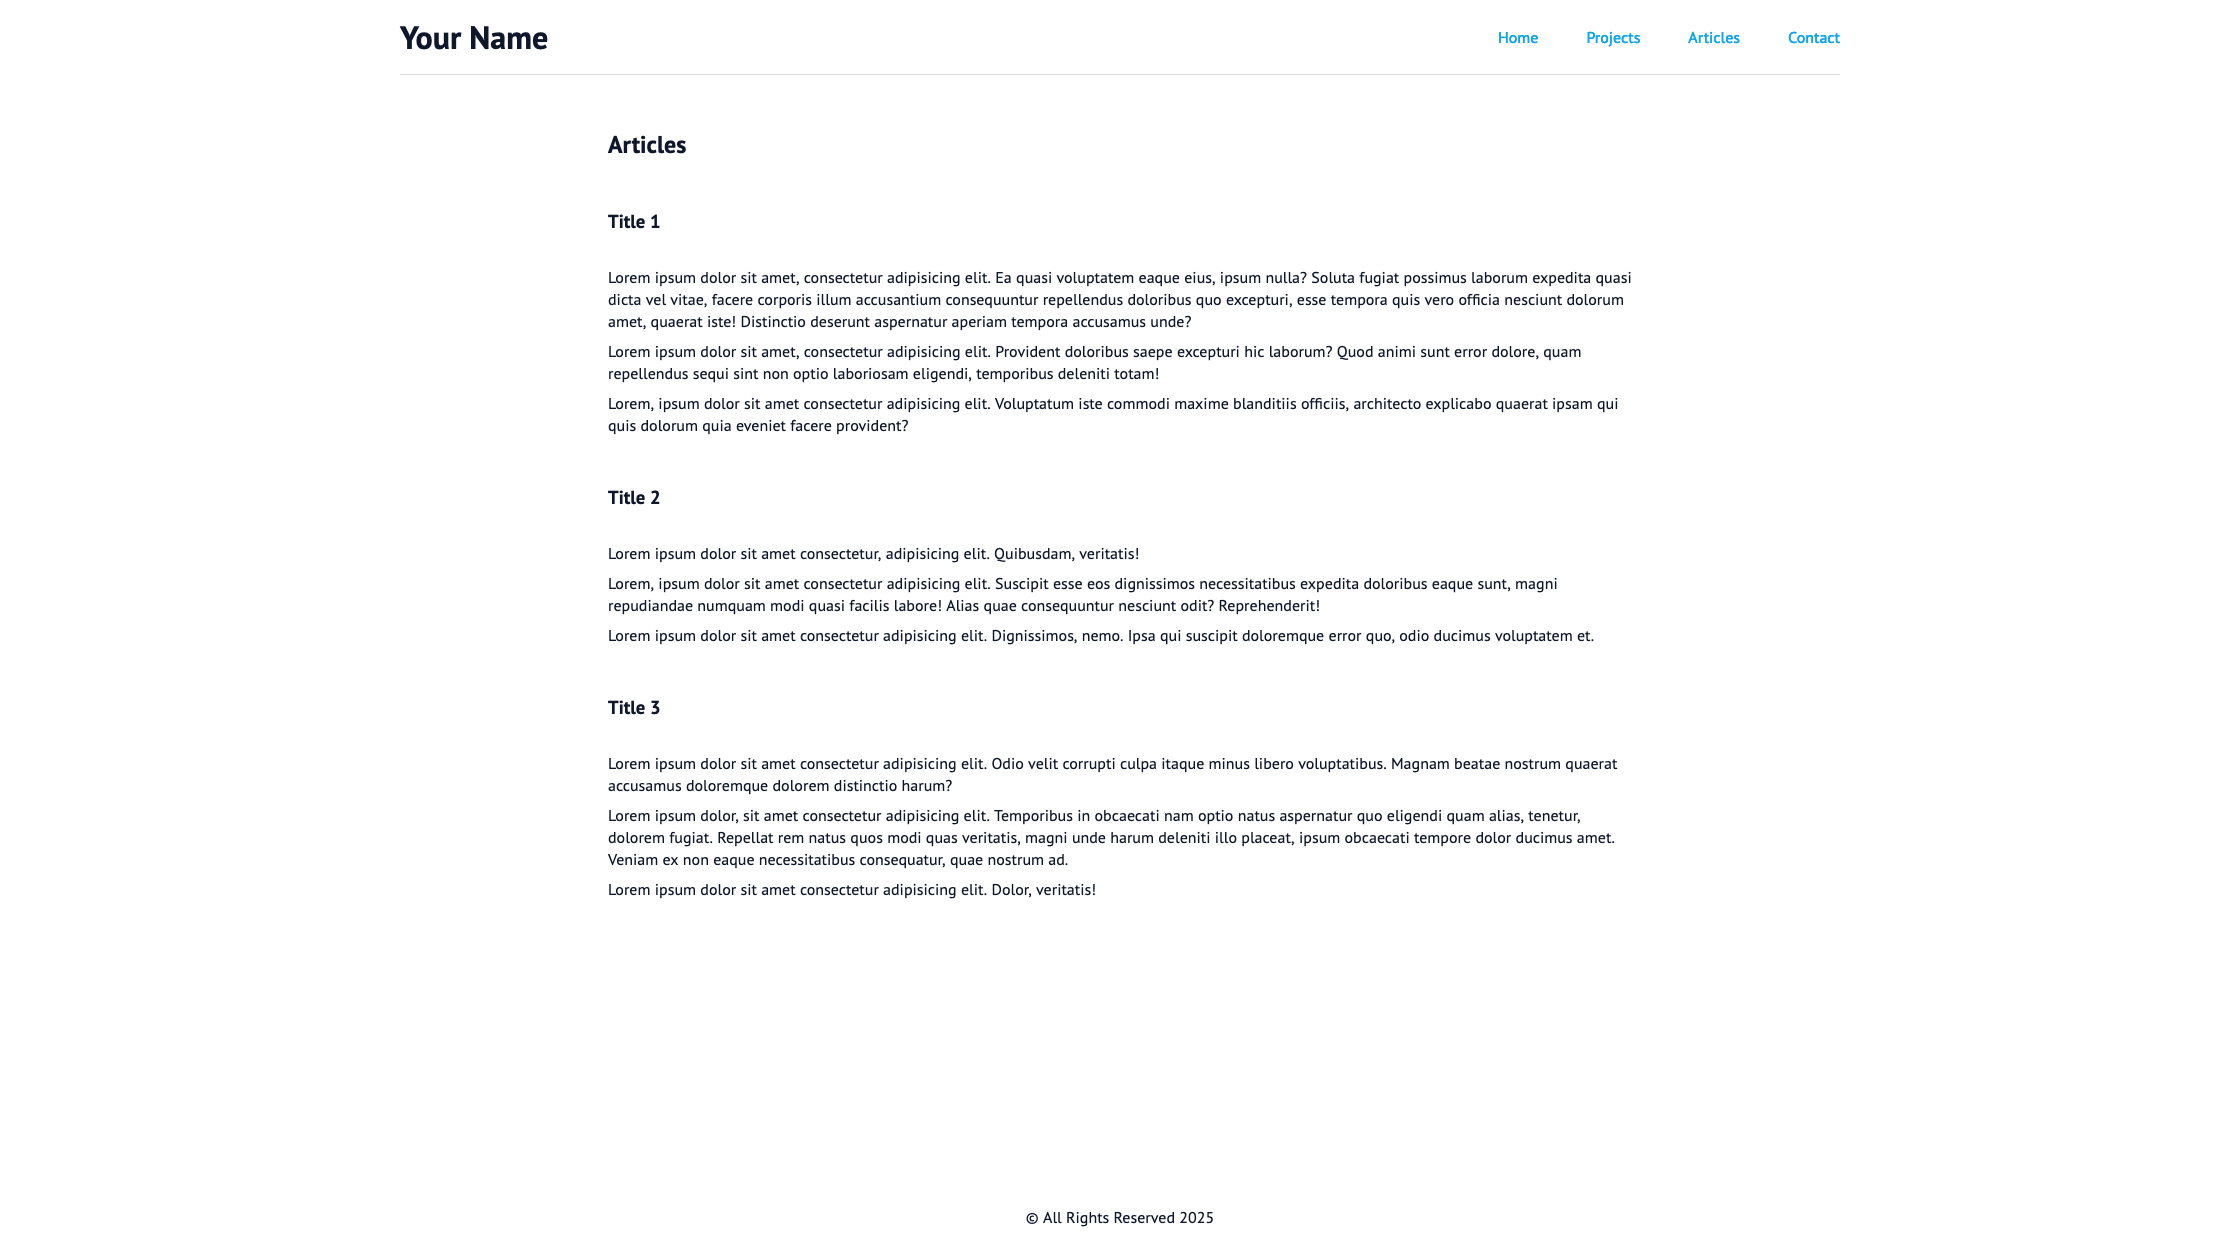 Your Name
Home Projects Articles Contact
Articles
Title 1
Lorem ipsum dolor sit amet, consectetur adipisicing elit. Ea quasi voluptatem eaque eius, ipsum nulla? Soluta fugiat possimus laborum expedita quasi
dicta vel vitae, facere corporis illum accusantium consequuntur repellendus doloribus quo excepturi, esse tempora quis vero officia nesciunt dolorum
amet, quaerat iste! Distinctio deserunt aspernatur aperiam tempora accusamus unde?
Lorem ipsum dolor sit amet, consectetur adipisicing elit. Provident doloribus saepe excepturi hic laborum? Quod animi sunt error dolore, quam
repellendus sequi sint non optio laboriosam eligendi, temporibus deleniti totam!
Lorem, ipsum dolor sit amet consectetur adipisicing elit. Voluptatum iste commodi maxime blanditiis officiis, architecto explicabo quaerat ipsam qui
quis dolorum quia eveniet facere provident?
Title 2
Lorem ipsum dolor sit amet consectetur, adipisicing elit. Quibusdam, veritatis!
Lorem, ipsum dolor sit amet consectetur adipisicing elit. Suscipit esse eos dignissimos necessitatibus expedita doloribus eaque sunt, magni
repudiandae numquam modi quasi facilis labore! Alias quae consequuntur nesciunt odit? Reprehenderit!
Lorem ipsum dolor sit amet consectetur adipisicing elit. Dignissimos, nemo. Ipsa qui suscipit doloremque error quo, odio ducimus voluptatem et.
Title 3
Lorem ipsum dolor sit amet consectetur adipisicing elit. Odio velit corrupti culpa itaque minus libero voluptatibus. Magnam beatae nostrum quaerat
accusamus doloremque dolorem distinctio harum?
Lorem ipsum dolor, sit amet consectetur adipisicing elit. Temporibus in obcaecati nam optio natus aspernatur quo eligendi quam alias, tenetur,
dolorem fugiat. Repellat rem natus quos modi quas veritatis, magni unde harum deleniti illo placeat, ipsum obcaecati tempore dolor ducimus amet.
Veniam ex non eaque necessitatibus consequatur, quae nostrum ad.
Lorem ipsum dolor sit amet consectetur adipisicing elit. Dolor, veritatis!
© All Rights Reserved 2025